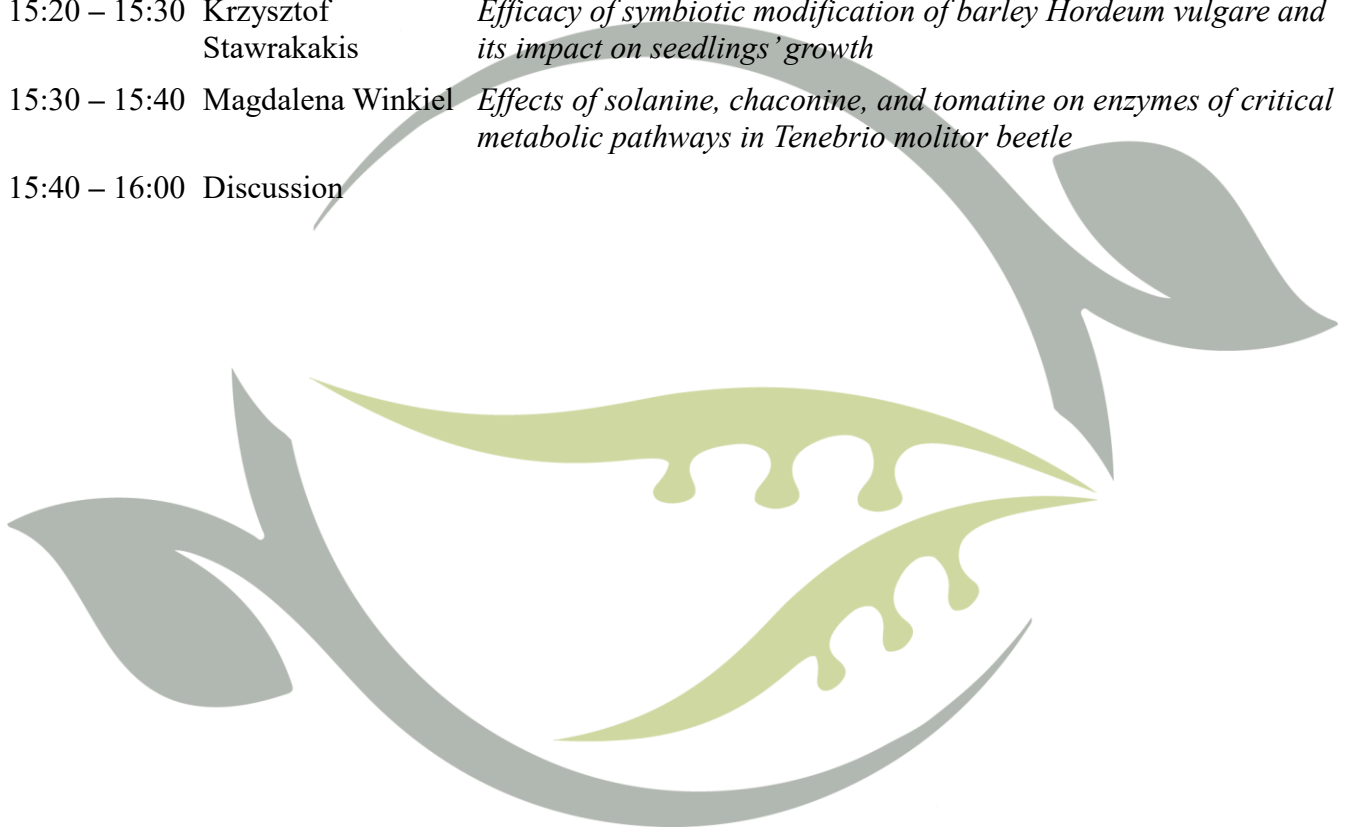 15:20 – 15:30 Krzysztof Efficacy of symbiotic modification of barley Hordeum vulgare and
Stawrakakis its impact on seedlings’ growth
15:30 – 15:40 Magdalena Winkiel Effects of solanine, chaconine, and tomatine on enzymes of critical
metabolic pathways in Tenebrio molitor beetle
15:40 – 16:00 Discussion